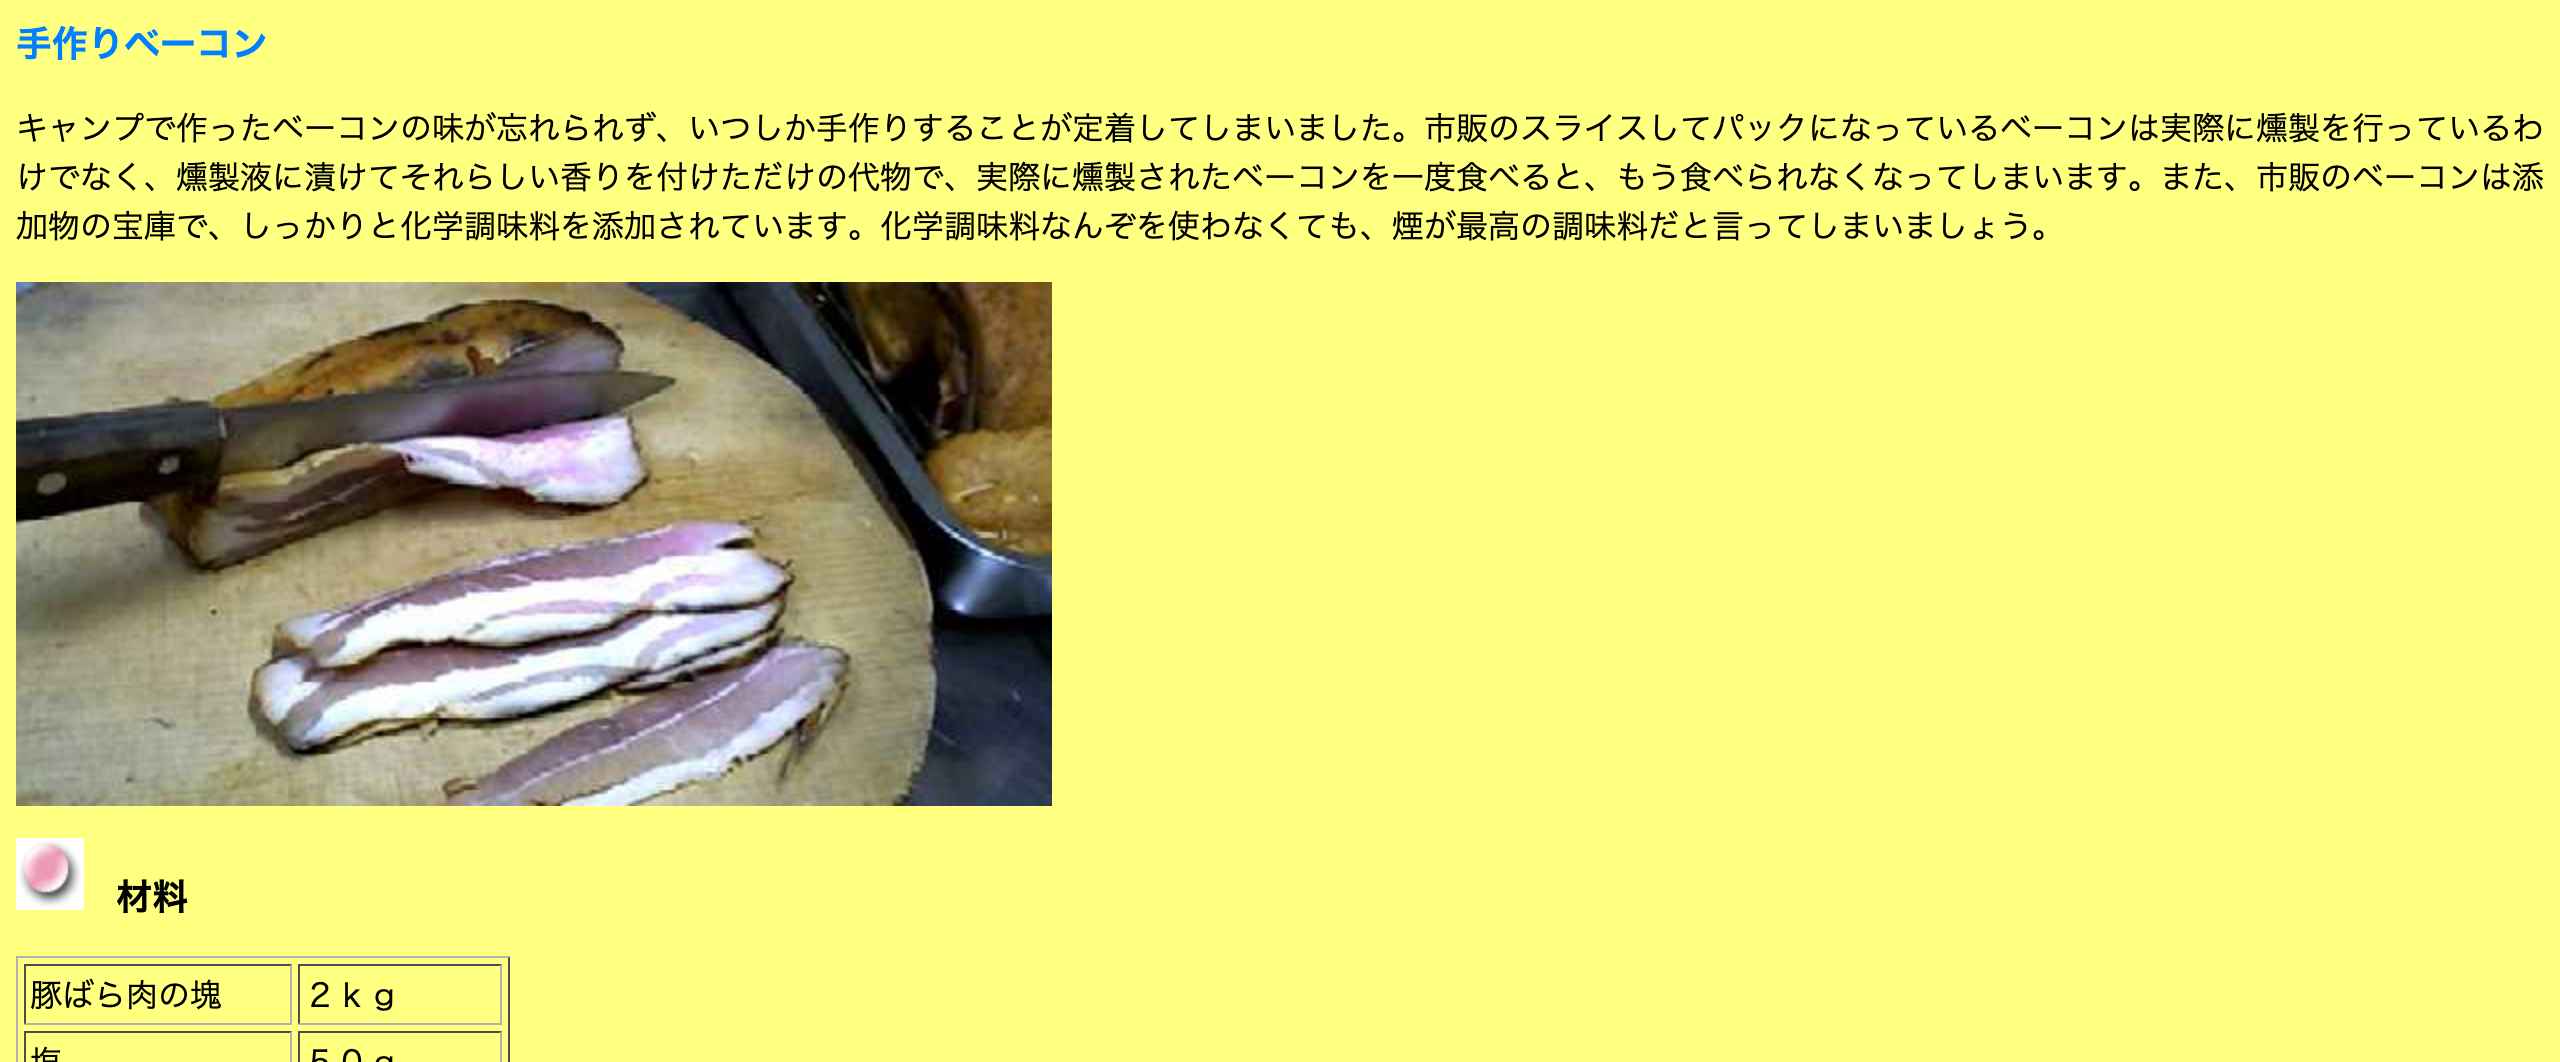 手作りベーコン
キャンプで作ったベーコンの味が忘れられず、いつしか手作りすることが定着してしまいました。市販のスライスしてパックになっているベーコンは実際に燻製を行っているわ
けでなく、燻製液に漬けてそれらしい香りを付けただけの代物で、実際に燻製されたベーコンを一度食べると、もう食べられなくなってしまいます。また、市販のベーコンは添
加物の宝庫で、しっかりと化学調味料を添加されています。化学調味料なんぞを使わなくても、煙が最高の調味料だと言ってしまいましょう。
材料
豚ばら肉の塊 ２ｋｇ
塩 ５０ｇ